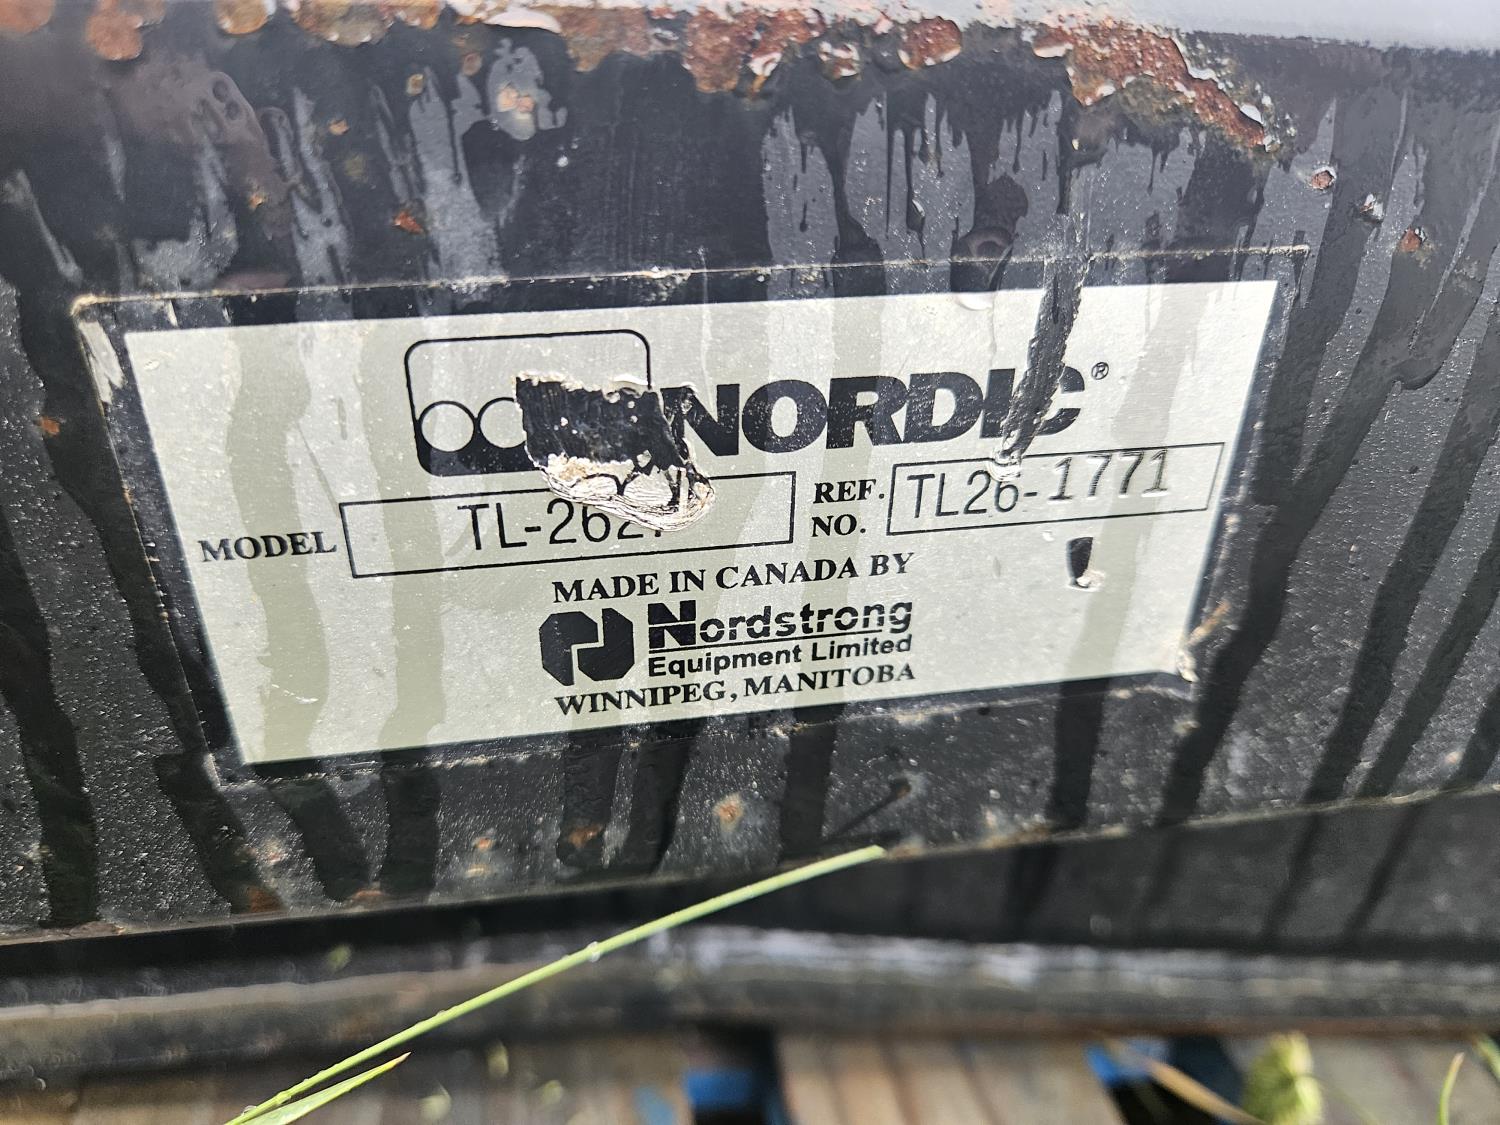 NORDIC®
MODEL TL-262
REF. NO. TL26-1771
MADE IN CANADA BY
Nordstrong
Equipment Limited
WINNIPEG, MANITOBA